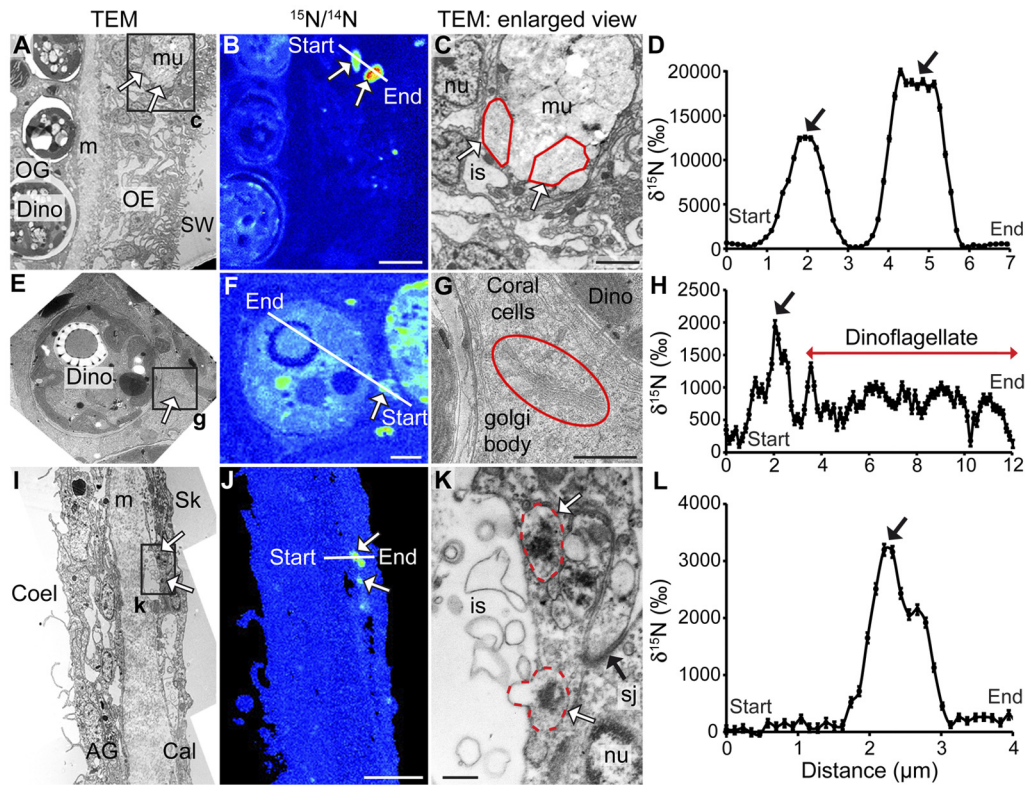 TEM
¹⁵N/¹⁴N
TEM: enlarged view
A
mu
c
m
OG
Dino
OE
SW
B
Start
End
C
nu
mu
is
D
δ¹⁵N (‰)
20000
15000
10000
5000
0
Start
End
0 1 2 3 4 5 6 7
E
Dino
g
F
End
Start
G
Coral
cells
Dino
golgi
body
H
δ¹⁵N (‰)
2500
2000
1500
1000
500
0
Dinoflagellate
Start
End
0 2 4 6 8 10 12
I
m
Sk
k
Coel
AG
Cal
J
Start
End
K
is
sj
nu
L
δ¹⁵N (‰)
4000
3000
2000
1000
0
Start
End
0 1 2 3 4
Distance (µm)